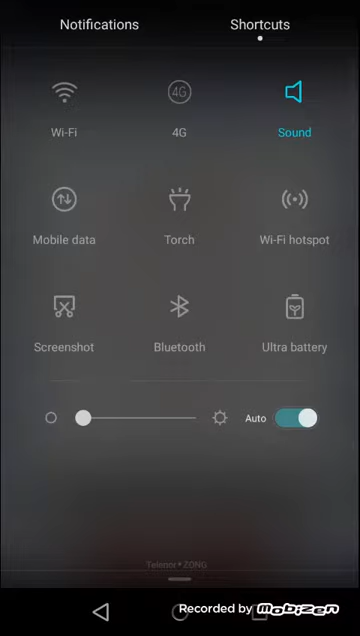 Notifications
Shortcuts
4G
Wi-Fi
4G
Sound
Mobile data
Torch
Wi-Fi hotspot
Screenshot
Bluetooth
Ultra battery
Auto
Telenor • ZONG
Recorded by Mobizen